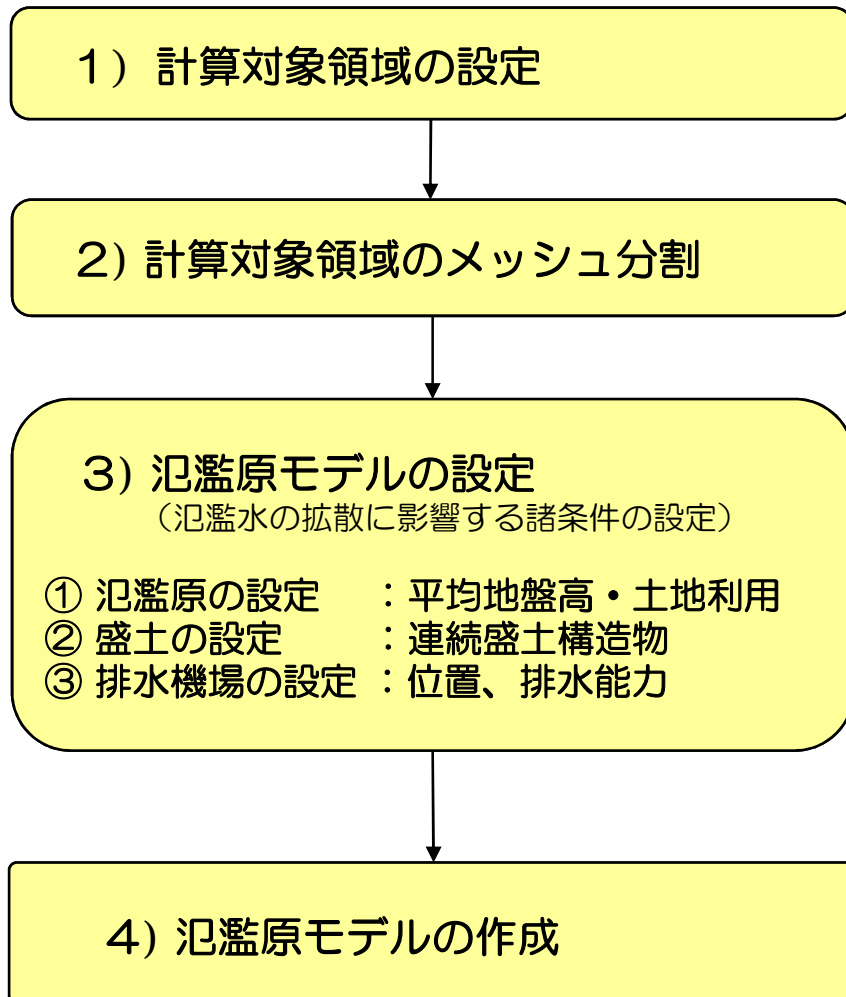 １) 計算対象領域の設定
２) 計算対象領域のメッシュ分割
３) 氾濫原モデルの設定
（氾濫水の拡散に影響する諸条件の設定）
① 氾濫原の設定　：平均地盤高・土地利用
② 盛土の設定　：連続盛土構造物
③ 排水機場の設定：位置、排水能力
４) 氾濫原モデルの作成